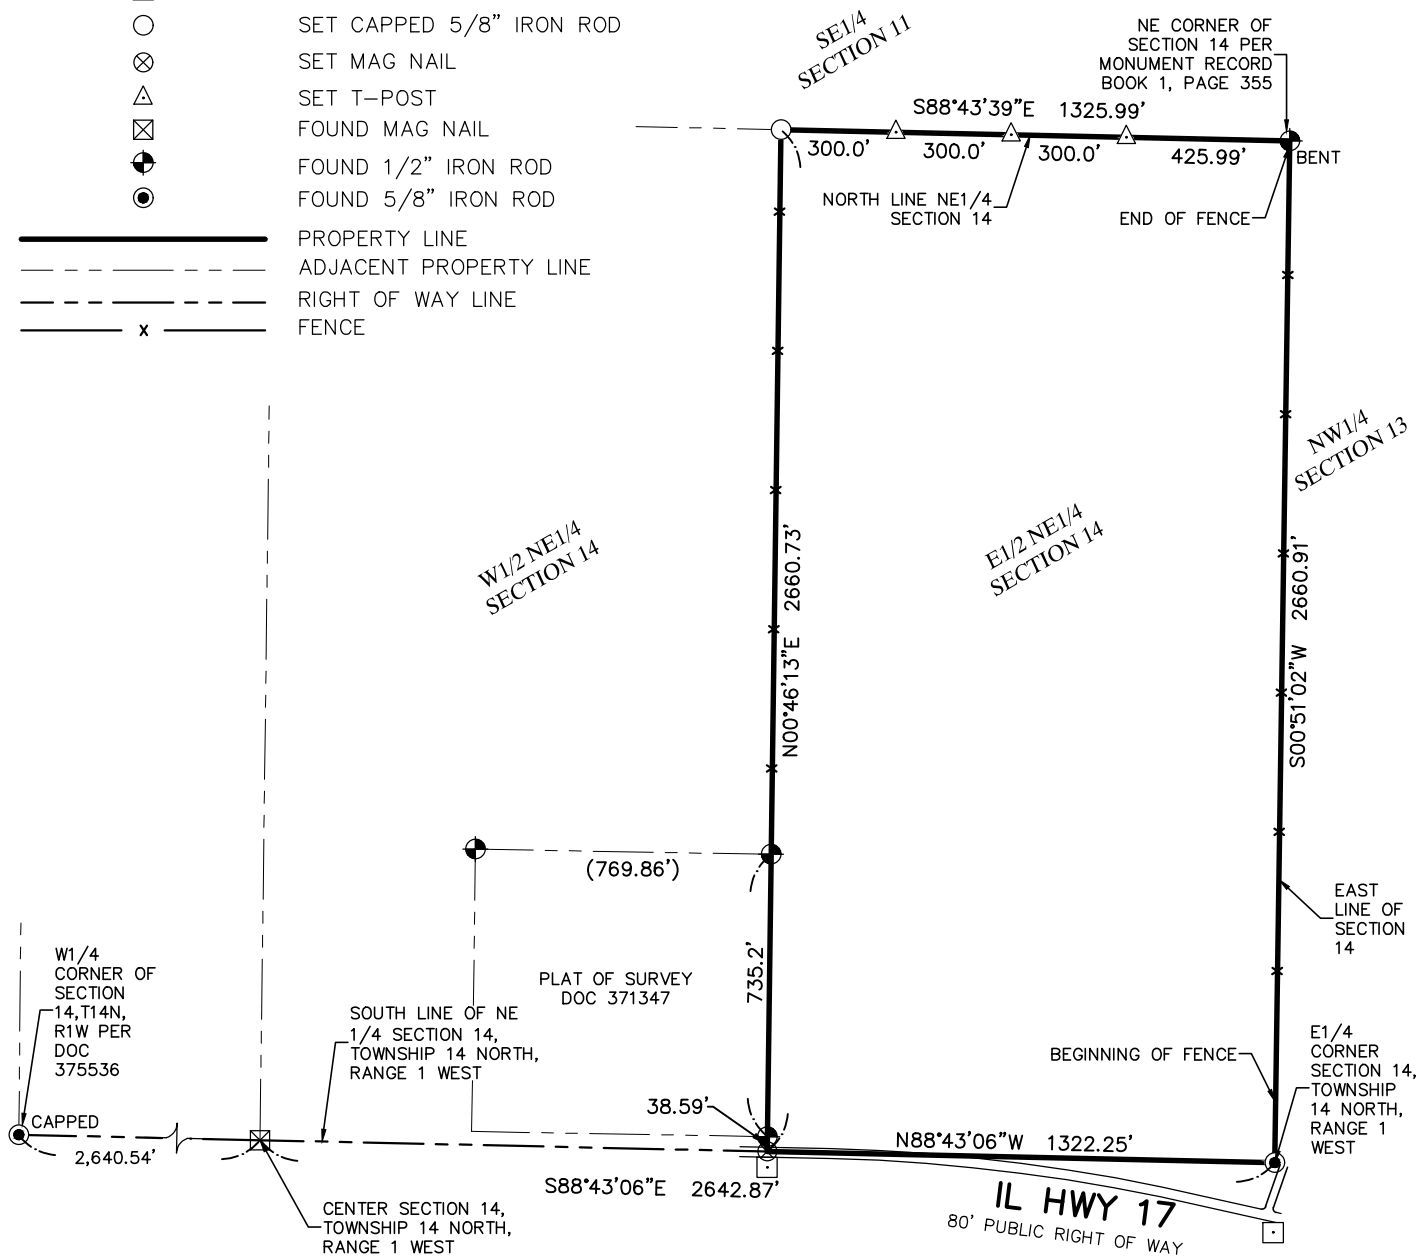 SET CAPPED 5/8" IRON ROD
SET MAG NAIL
SET T-POST
FOUND MAG NAIL
FOUND 1/2" IRON ROD
FOUND 5/8" IRON ROD
PROPERTY LINE
ADJACENT PROPERTY LINE
RIGHT OF WAY LINE
x
FENCE
SE1/4
SECTION 11
NE CORNER OF
SECTION 14 PER
MONUMENT RECORD
BOOK 1, PAGE 355
S88°43'39"E 1325.99'
300.0'
300.0'
300.0'
425.99'
BENT
NORTH LINE NE1/4
SECTION 14
END OF FENCE
NW1/4
SECTION 13
W1/2 NE1/4
SECTION 14
E1/2 NE1/4
SECTION 14
N00°46'13"E 2660.73'
S00°51'02"W 2660.91'
(769.86')
735.2'
EAST
LINE OF
SECTION
14
W1/4
CORNER OF
SECTION
14,T14N,
R1W PER
DOC
375536
CAPPED
2,640.54'
PLAT OF SURVEY
DOC 371347
SOUTH LINE OF NE
1/4 SECTION 14,
TOWNSHIP 14 NORTH,
RANGE 1 WEST
BEGINNING OF FENCE
E1/4
CORNER
SECTION 14,
TOWNSHIP
14 NORTH,
RANGE 1
WEST
38.59'
N88°43'06"W 1322.25'
S88°43'06"E 2642.87'
CENTER SECTION 14,
TOWNSHIP 14 NORTH,
RANGE 1 WEST
IL HWY 17
80' PUBLIC RIGHT OF WAY